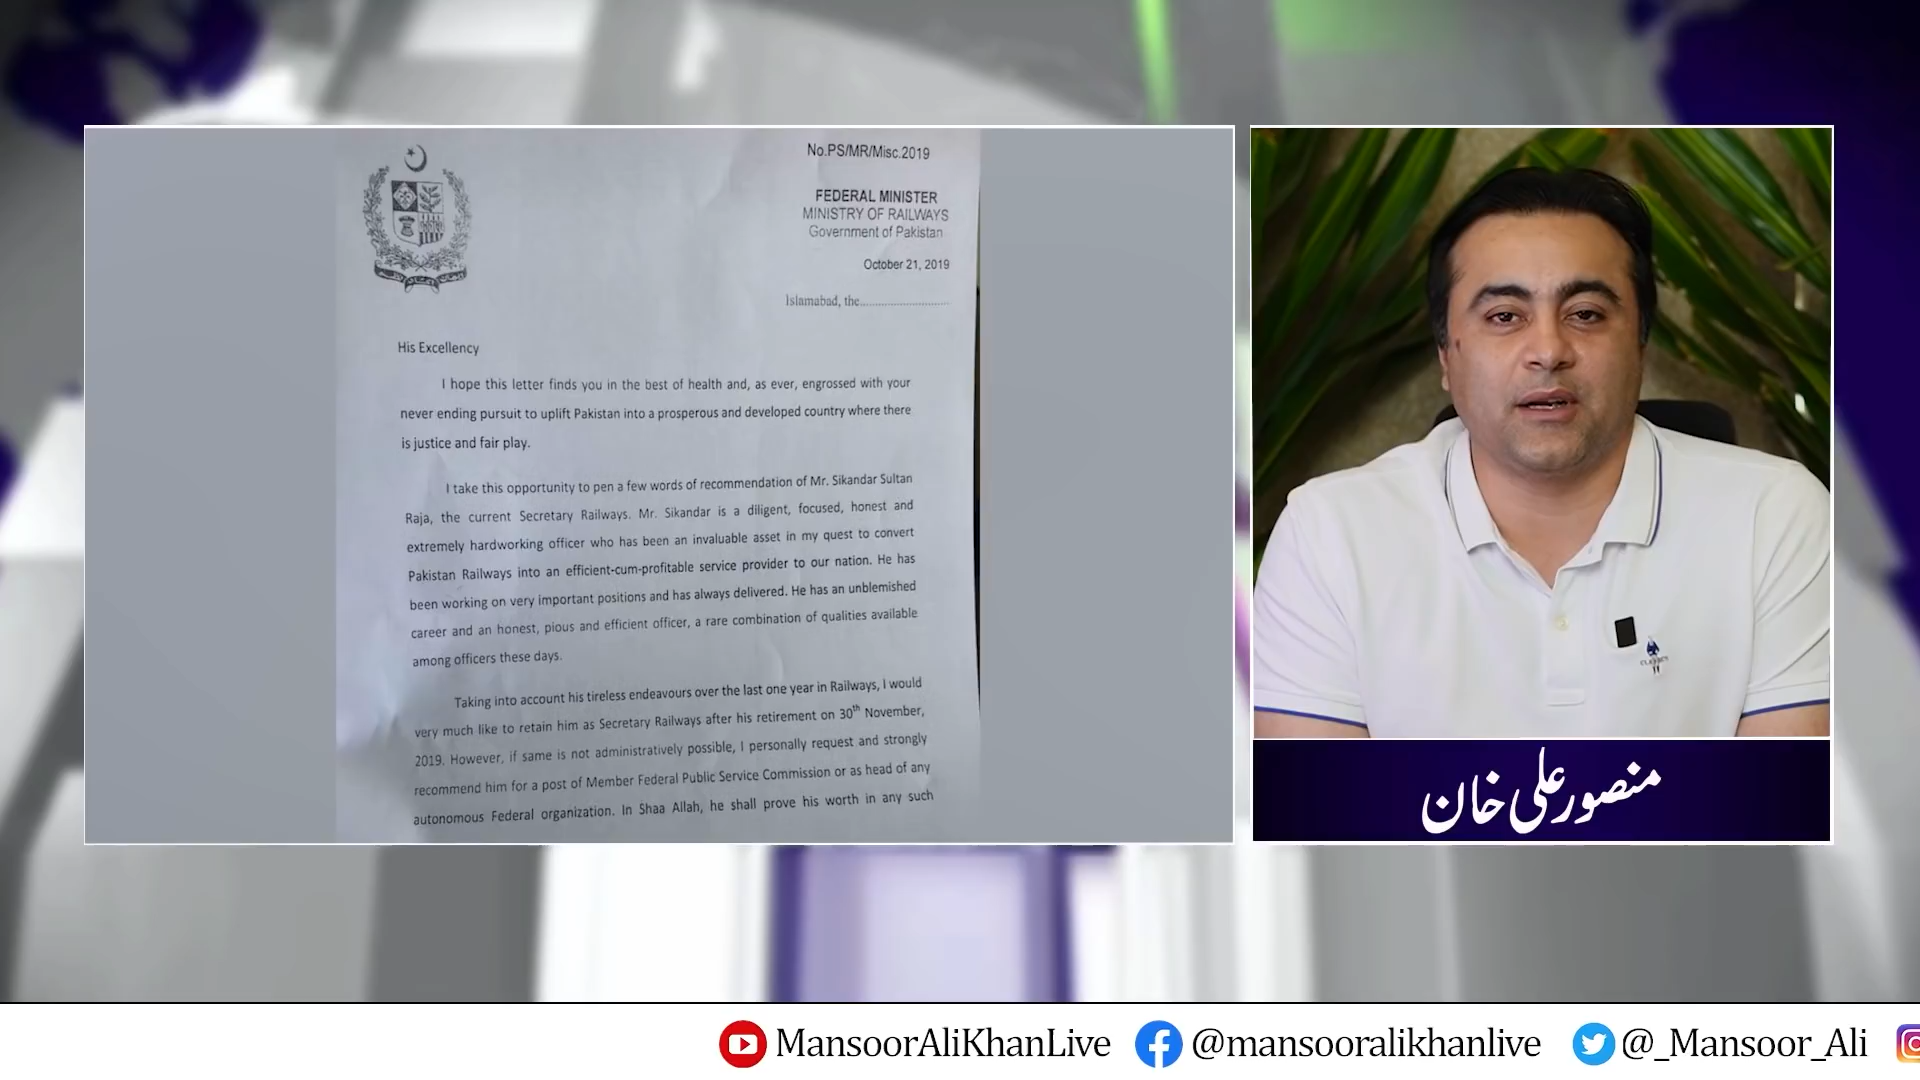 No.PS/MR/Misc.2019
FEDERAL MINISTER
MINISTRY OF RAILWAYS
Government of Pakistan
October 21, 2019
Islamabad, the............................
His Excellency
I hope this letter finds you in the best of health and, as ever, engrossed with your
never ending pursuit to uplift Pakistan into a prosperous and developed country where there
is justice and fair play.
I take this opportunity to pen a few words of recommendation of Mr. Sikandar Sultan
Raja, the current Secretary Railways. Mr. Sikandar is a diligent, focused, honest and
extremely hardworking officer who has been an invaluable asset in my quest to convert
Pakistan Railways into an efficient-cum-profitable service provider to our nation. He has
been working on very important positions and has always delivered. He has an unblemished
career and an honest, pious and efficient officer, a rare combination of qualities available
among officers these days.
Taking into account his tireless endeavours over the last one year in Railways, I would
very much like to retain him as Secretary Railways after his retirement on 30th November,
2019. However, if same is not administratively possible, I personally request and strongly
recommend him for a post of Member Federal Public Service Commission or as head of any
autonomous Federal organization. In Shaa Allah, he shall prove his worth in any such
منصور علی خان
MansoorAliKhanLive @mansooralikhanlive @_Mansoor_Ali